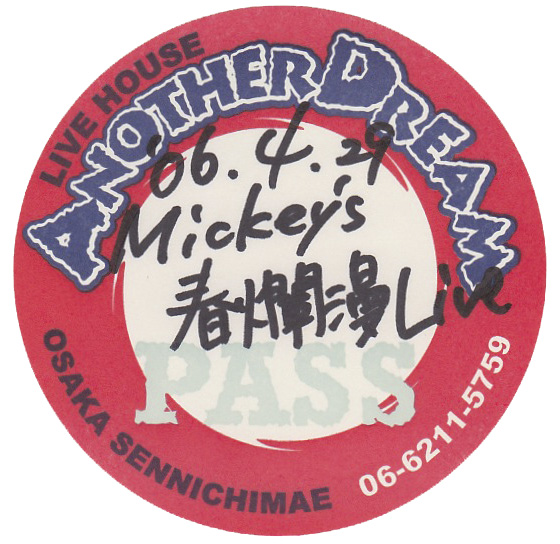 LIVE HOUSE
ANOTHER DREAM
'06.4.29
Mickey's
春爛漫Live
PASS
OSAKA SENNICHIMAE
06-6211-5759